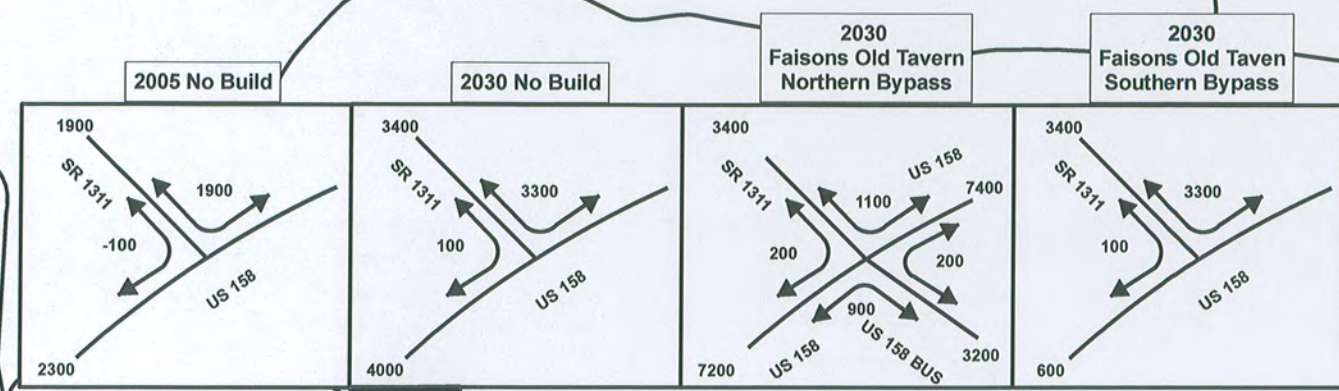 2005 No Build
2030 No Build
2030
Faisons Old Tavern
Northern Bypass
2030
Faisons Old Taven
Southern Bypass
1900
SR 1311
1900
-100
US 158
2300
3400
SR 1311
3300
100
US 158
4000
3400
SR 1311
US 158
7400
1100
200
200
900
US 158
US 158 BUS
7200
3200
3400
SR 1311
3300
100
US 158
600